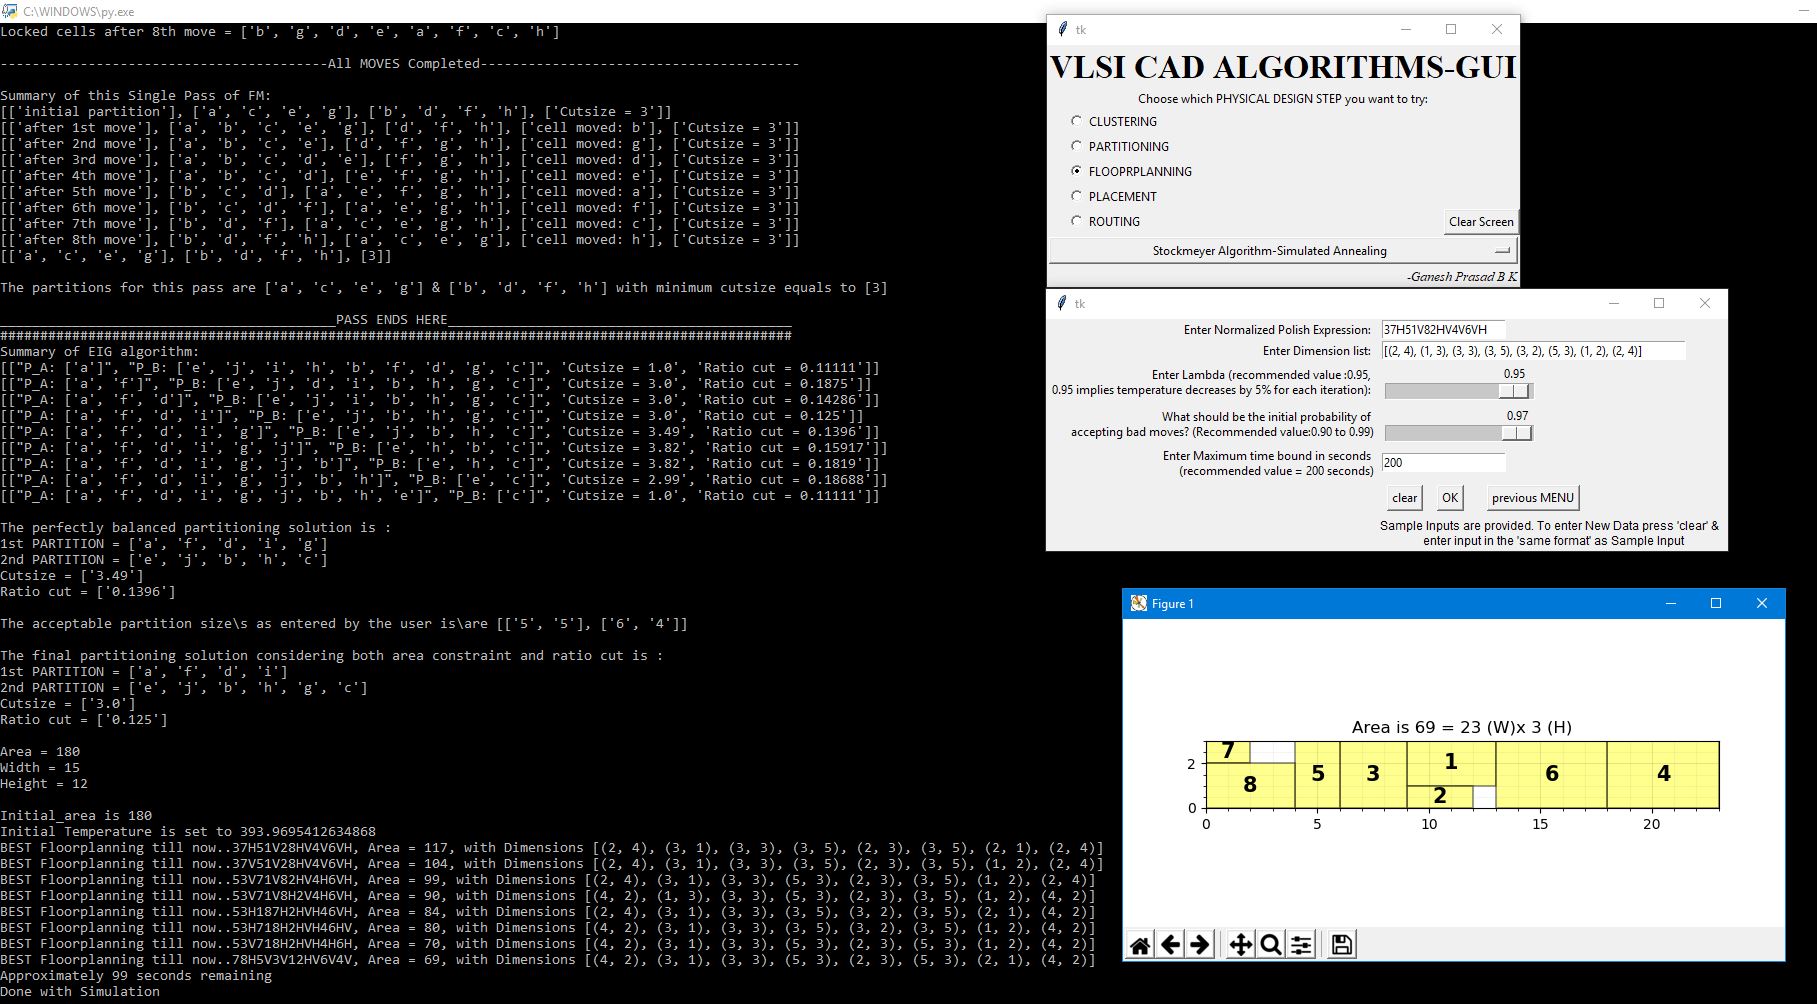 C:\WINDOWS\py.exe
Locked cells after 8th move = ['b', 'g', 'd', 'e', 'a', 'f', 'c', 'h']
-----------------------------------------All MOVES Completed----------------------------------------
Summary of this Single Pass of FM:
[['initial partition'], ['a', 'c', 'e', 'g'], ['b', 'd', 'f', 'h'], ['Cutsize = 3']]
[['after 1st move'], ['a', 'b', 'c', 'e', 'g'], ['d', 'f', 'h'], ['cell moved: b'], ['Cutsize = 3']]
[['after 2nd move'], ['a', 'b', 'c', 'e'], ['d', 'f', 'g', 'h'], ['cell moved: g'], ['Cutsize = 3']]
[['after 3rd move'], ['a', 'b', 'c', 'd', 'e'], ['f', 'g', 'h'], ['cell moved: d'], ['Cutsize = 3']]
[['after 4th move'], ['a', 'b', 'c', 'd'], ['e', 'f', 'g', 'h'], ['cell moved: e'], ['Cutsize = 3']]
[['after 5th move'], ['b', 'c', 'd'], ['a', 'e', 'f', 'g', 'h'], ['cell moved: a'], ['Cutsize = 3']]
[['after 6th move'], ['b', 'c', 'd', 'f'], ['a', 'e', 'g', 'h'], ['cell moved: f'], ['Cutsize = 3']]
[['after 7th move'], ['b', 'd', 'f'], ['a', 'c', 'e', 'g', 'h'], ['cell moved: c'], ['Cutsize = 3']]
[['after 8th move'], ['b', 'd', 'f', 'h'], ['a', 'c', 'e', 'g'], ['cell moved: h'], ['Cutsize = 3']]
[['a', 'c', 'e', 'g'], ['b', 'd', 'f', 'h'], [3]]
The partitions for this pass are ['a', 'c', 'e', 'g'] & ['b', 'd', 'f', 'h'] with minimum cutsize equals to [3]
__________________________________________PASS ENDS HERE___________________________________________
###################################################################################################
Summary of EIG algorithm:
[["P_A: ['a']", "P_B: ['e', 'j', 'i', 'h', 'b', 'f', 'd', 'g', 'c']", 'Cutsize = 1.0', 'Ratio cut = 0.11111']]
[["P_A: ['a', 'f']", "P_B: ['e', 'j', 'd', 'i', 'b', 'h', 'g', 'c']", 'Cutsize = 3.0', 'Ratio cut = 0.1875']]
[["P_A: ['a', 'f', 'd']", "P_B: ['e', 'j', 'i', 'b', 'h', 'g', 'c']", 'Cutsize = 3.0', 'Ratio cut = 0.14286']]
[["P_A: ['a', 'f', 'd', 'i']", "P_B: ['e', 'j', 'b', 'h', 'g', 'c']", 'Cutsize = 3.0', 'Ratio cut = 0.125']]
[["P_A: ['a', 'f', 'd', 'i', 'g']", "P_B: ['e', 'j', 'b', 'h', 'c']", 'Cutsize = 3.49', 'Ratio cut = 0.1396']]
[["P_A: ['a', 'f', 'd', 'i', 'g', 'j']", "P_B: ['e', 'h', 'b', 'c']", 'Cutsize = 3.82', 'Ratio cut = 0.15917']]
[["P_A: ['a', 'f', 'd', 'i', 'g', 'j', 'b']", "P_B: ['e', 'h', 'c']", 'Cutsize = 3.82', 'Ratio cut = 0.1819']]
[["P_A: ['a', 'f', 'd', 'i', 'g', 'j', 'b', 'h']", "P_B: ['e', 'c']", 'Cutsize = 2.99', 'Ratio cut = 0.18688']]
[["P_A: ['a', 'f', 'd', 'i', 'g', 'j', 'b', 'h', 'e']", "P_B: ['c']", 'Cutsize = 1.0', 'Ratio cut = 0.11111']]
The perfectly balanced partitioning solution is :
1st PARTITION = ['a', 'f', 'd', 'i', 'g']
2nd PARTITION = ['e', 'j', 'b', 'h', 'c']
Cutsize = ['3.49']
Ratio cut = ['0.1396']
The acceptable partition size\s as entered by the user is\are [['5', '5'], ['6', '4']]
The final partitioning solution considering both area constraint and ratio cut is :
1st PARTITION = ['a', 'f', 'd', 'i']
2nd PARTITION = ['e', 'j', 'b', 'h', 'g', 'c']
Cutsize = ['3.0']
Ratio cut = ['0.125']
Area = 180
Width = 15
Height = 12
Initial_area is 180
Initial Temperature is set to 393.9695412634868
BEST Floorplanning till now..37H51V28HV4V6VH, Area = 117, with Dimensions [(2, 4), (3, 1), (3, 3), (3, 5), (2, 3), (3, 5), (2, 1), (2, 4)]
BEST Floorplanning till now..37V51V28HV4V6VH, Area = 104, with Dimensions [(2, 4), (3, 1), (3, 3), (3, 5), (2, 3), (3, 5), (1, 2), (2, 4)]
BEST Floorplanning till now..53V71V82HV4H6VH, Area = 99, with Dimensions [(2, 4), (3, 1), (3, 3), (5, 3), (2, 3), (3, 5), (1, 2), (2, 4)]
BEST Floorplanning till now..53V71V8H2V4H6VH, Area = 90, with Dimensions [(4, 2), (1, 3), (3, 3), (5, 3), (2, 3), (3, 5), (1, 2), (4, 2)]
BEST Floorplanning till now..53H187H2HVH46VH, Area = 84, with Dimensions [(2, 4), (3, 1), (3, 3), (3, 5), (3, 2), (3, 5), (2, 1), (4, 2)]
BEST Floorplanning till now..53H718H2HVH46HV, Area = 80, with Dimensions [(4, 2), (3, 1), (3, 3), (5, 3), (3, 2), (3, 5), (1, 2), (4, 2)]
BEST Floorplanning till now..53V718H2HVH4H6H, Area = 70, with Dimensions [(4, 2), (3, 1), (3, 3), (5, 3), (2, 3), (5, 3), (1, 2), (4, 2)]
BEST Floorplanning till now..78H5V3V12HV6V4V, Area = 69, with Dimensions [(4, 2), (3, 1), (3, 3), (5, 3), (2, 3), (5, 3), (2, 1), (4, 2)]
Approximately 99 seconds remaining
Done with Simulation
tk
VLSI CAD ALGORITHMS-GUI
Choose which PHYSICAL DESIGN STEP you want to try:
CLUSTERING
PARTITIONING
FLOOPRPLANNING
PLACEMENT
ROUTING
Clear Screen
Stockmeyer Algorithm-Simulated Annealing
-Ganesh Prasad B K
tk
Enter Normalized Polish Expression: 37H51V82HV4V6VH
Enter Dimension list: [(2, 4), (1, 3), (3, 3), (3, 5), (3, 2), (5, 3), (1, 2), (2, 4)]
Enter Lambda (recommended value :0.95, 0.95
0.95 implies temperature decreases by 5% for each iteration):
What should be the initial probability of 0.97
accepting bad moves? (Recommended value:0.90 to 0.99)
Enter Maximum time bound in seconds 200
(recommended value = 200 seconds)
clear OK previous MENU
Sample Inputs are provided. To enter New Data press 'clear' &
enter input in the 'same format' as Sample Input
Figure 1
Area is 69 = 23 (W)x 3 (H)
7
8
5
3
1
2
6
4
2
0
0 5 10 15 20